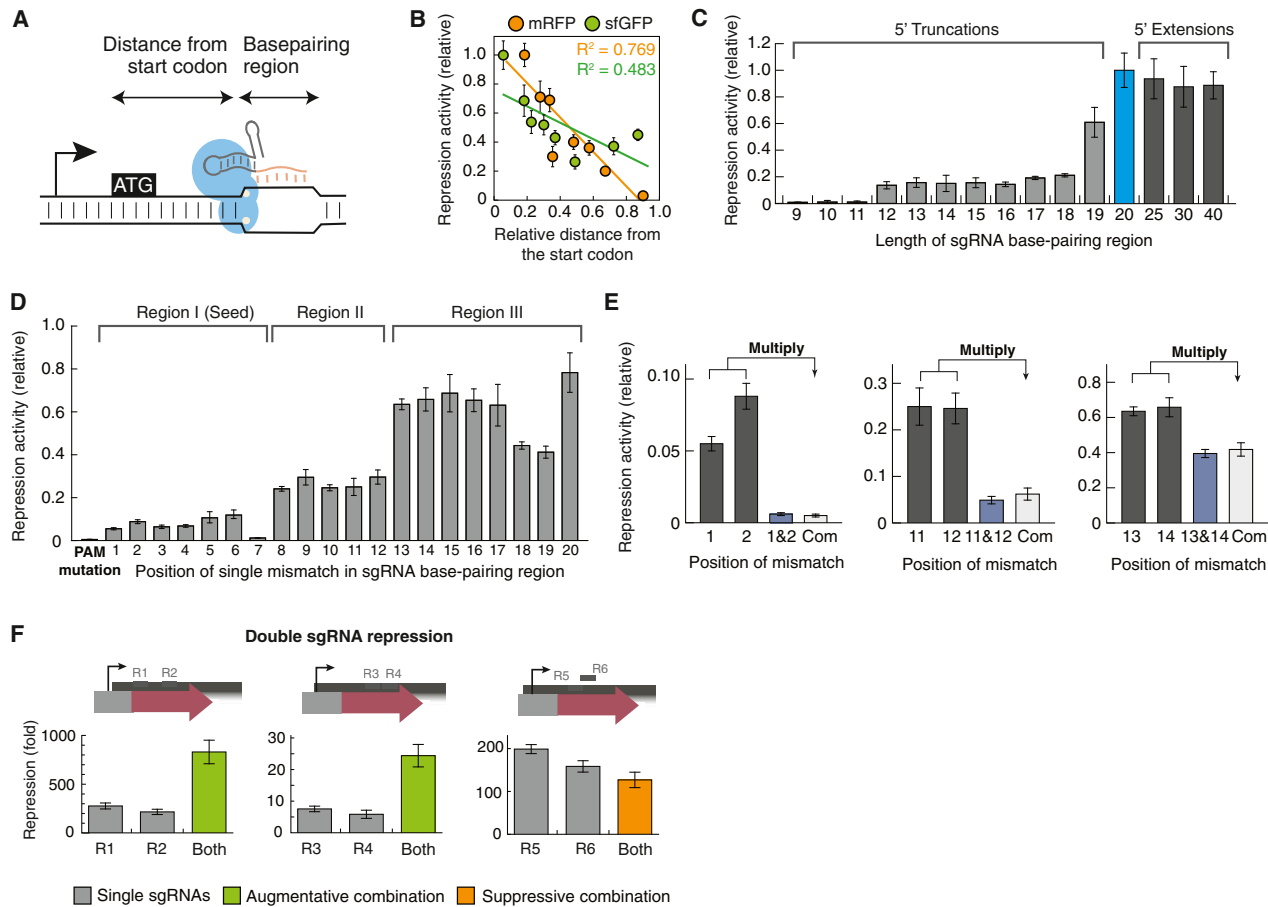 A
Distance from
start codon
Basepairing
region
ATG
B
mRFP sfGFP
R² = 0.769
R² = 0.483
Repression activity (relative)
1.0
0.8
0.6
0.4
0.2
0
0 0.2 0.4 0.6 0.8 1.0
Relative distance from
the start codon
C
5' Truncations
5' Extensions
Repression activity (relative)
1.2
1.0
0.8
0.6
0.4
0.2
0
9 10 11 12 13 14 15 16 17 18 19 20 25 30 40
Length of sgRNA base-pairing region
D
Region I (Seed)
Region II
Region III
Repression activity (relative)
1.0
0.8
0.6
0.4
0.2
0
PAM
mutation
1 2 3 4 5 6 7 8 9 10 11 12 13 14 15 16 17 18 19 20
Position of single mismatch in sgRNA base-pairing region
E
Repression activity (relative)
Multiply
0.10
0.05
0
1 2 1&2 Com
Position of mismatch
Multiply
0.3
0.2
0.1
0
11 12 11&12 Com
Position of mismatch
Multiply
0.8
0.6
0.4
0.2
0
13 14 13&14 Com
Position of mismatch
F
Double sgRNA repression
R1 R2
R3 R4
R5 R6
Repression (fold)
1000
500
0
R1 R2 Both
30
20
10
0
R3 R4 Both
200
100
0
R5 R6 Both
Single sgRNAs
Augmentative combination
Suppressive combination